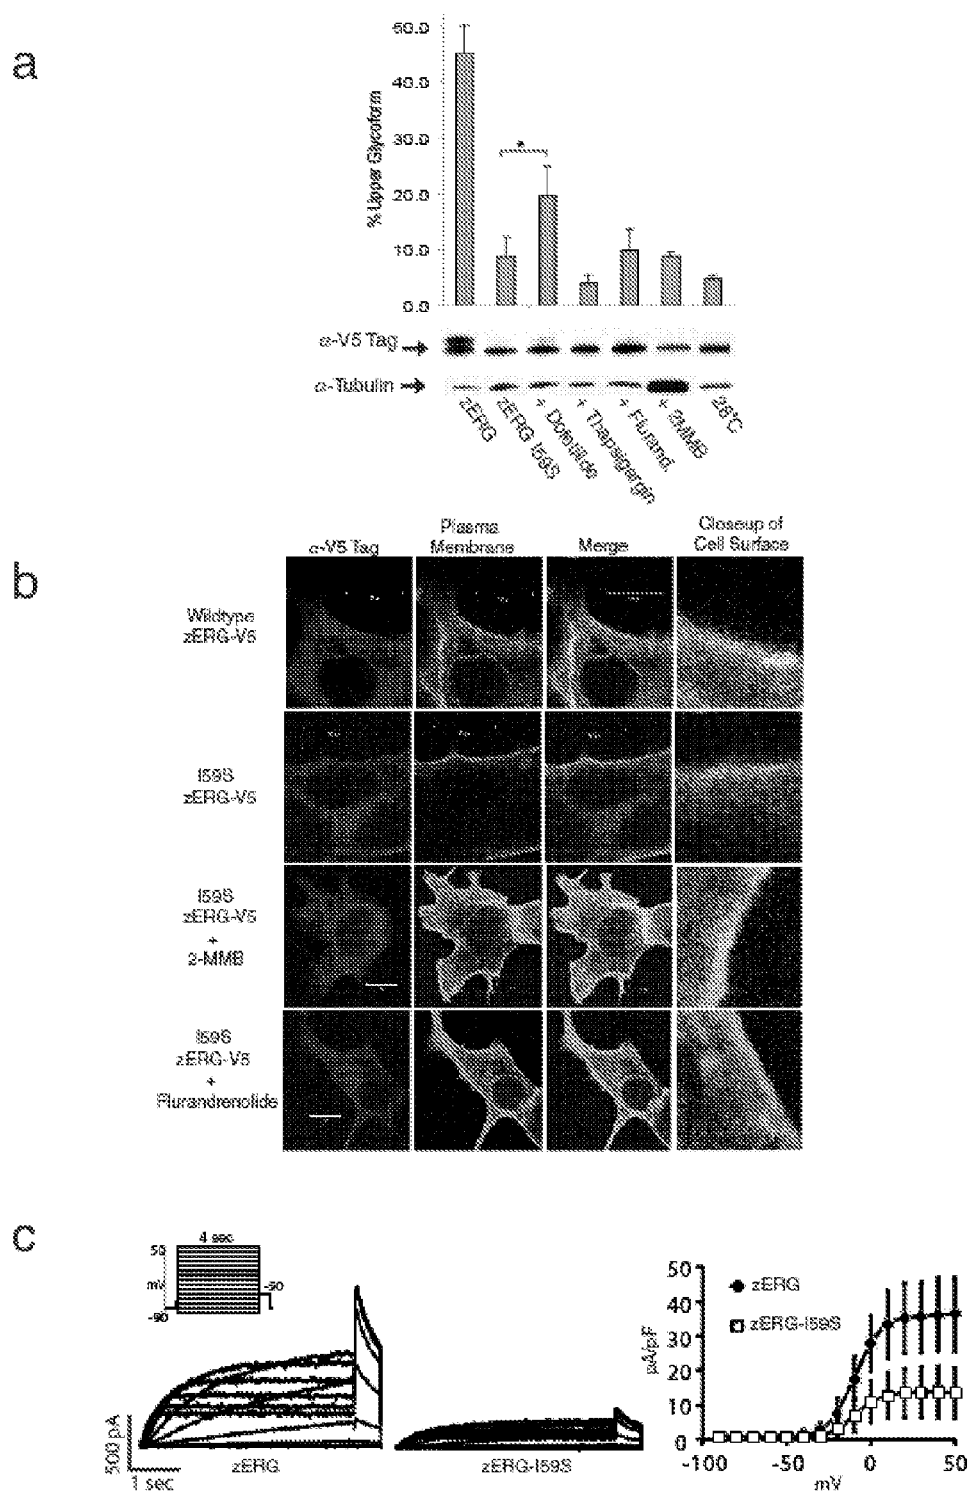 a
% Upper Glycoform
50.0
40.0
30.0
20.0
10.0
0.0
*
α-V5 Tag
α-Tubulin
zERG
zERG I59S
+ Dofetilide
+ Thapsigargin
+ Flurand.
+ 2MMB
28°C
b
α-V5 Tag
Plasma
Membrane
Merge
Closeup of
Cell Surface
Wildtype
zERG-V5
I59S
zERG-V5
I59S
zERG-V5
+
2-MMB
I59S
zERG-V5
+
Flurandrenolide
c
4 sec
50
mV
-90
-50
500 pA
1 sec
zERG
zERG-I59S
pA/pF
50
40
30
20
10
0
zERG
zERG-I59S
-100
-50
0
50
mV